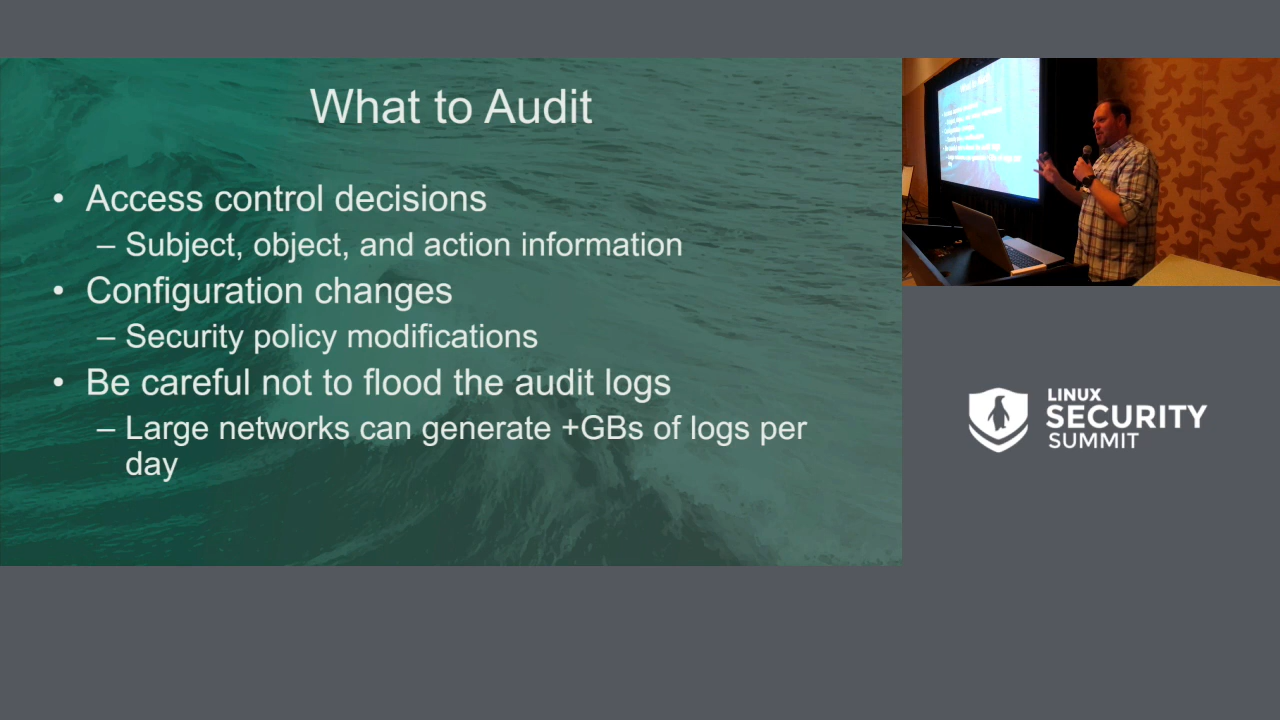 What to Audit
• Access control decisions
– Subject, object, and action information
• Configuration changes
– Security policy modifications
• Be careful not to flood the audit logs
– Large networks can generate +GBs of logs per
day
LINUX
SECURITY
SUMMIT